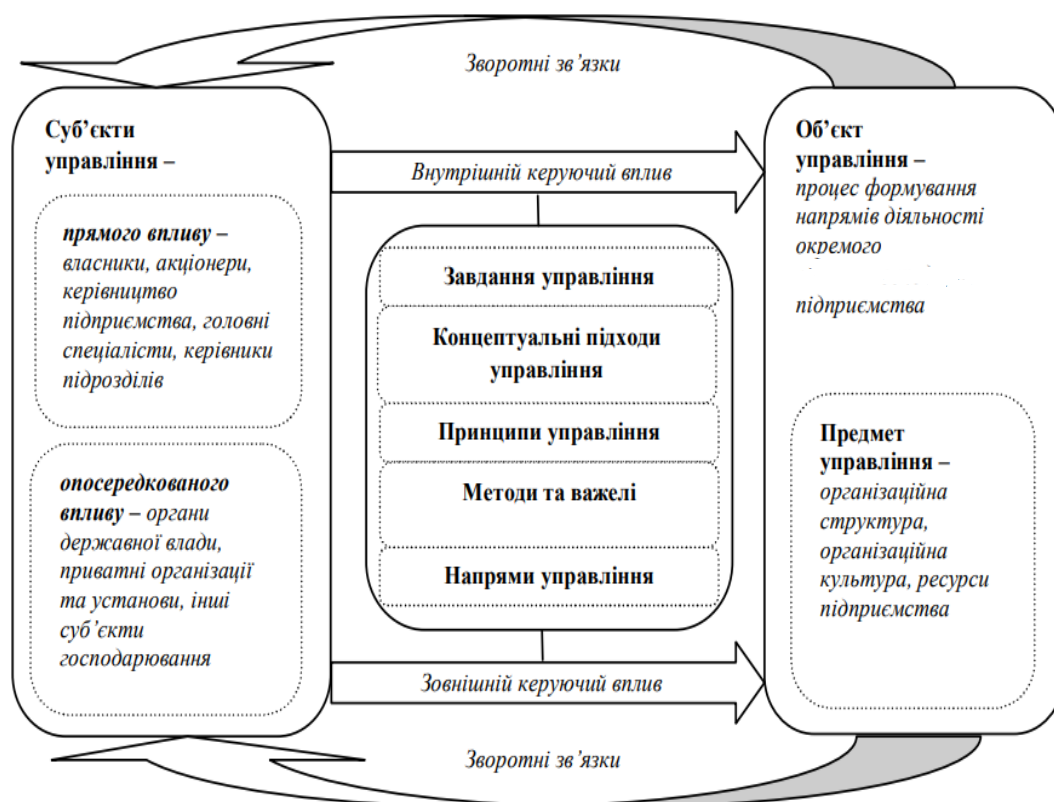 Зворотні зв’язки
Суб’єкти
управління –
прямого впливу –
власники, акціонери,
керівництво
підприємства, головні
спеціалісти, керівники
підрозділів
опосередкованого
впливу – органи
державної влади,
приватні організації
та установи, інші
суб’єкти
господарювання
Внутрішній керуючий вплив
Завдання управління
Концептуальні підходи
управління
Принципи управління
Методи та важелі
Напрями управління
Зовнішній керуючий вплив
Об’єкт
управління –
процес формування
напрямів діяльності
окремого
підприємства
Предмет
управління –
організаційна
структура,
організаційна
культура, ресурси
підприємства
Зворотні зв’язки